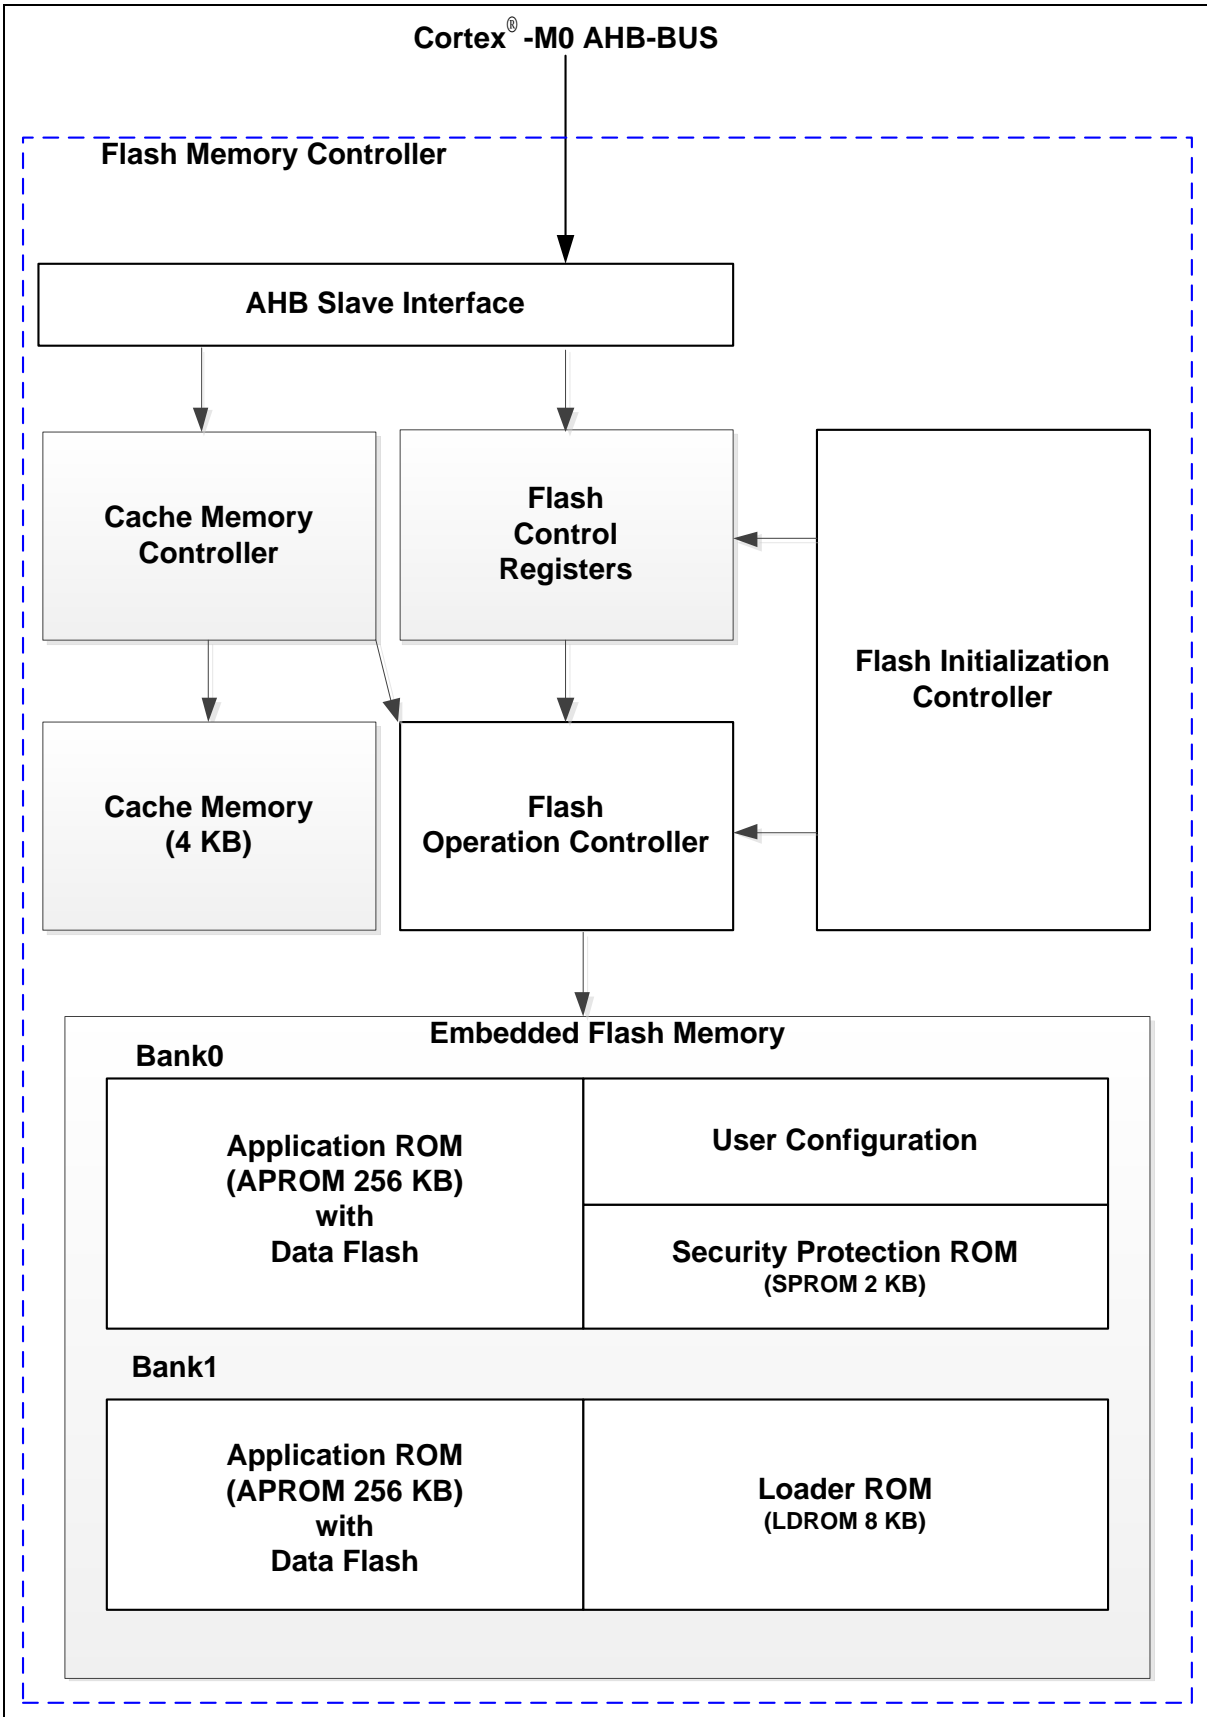 Cortex®-M0 AHB-BUS
Flash Memory Controller
AHB Slave Interface
Cache Memory
Controller
Flash
Control
Registers
Flash Initialization
Controller
Cache Memory
(4 KB)
Flash
Operation Controller
Embedded Flash Memory
Bank0
Application ROM
(APROM 256 KB)
with
Data Flash
User Configuration
Security Protection ROM
(SPROM 2 KB)
Bank1
Application ROM
(APROM 256 KB)
with
Data Flash
Loader ROM
(LDROM 8 KB)